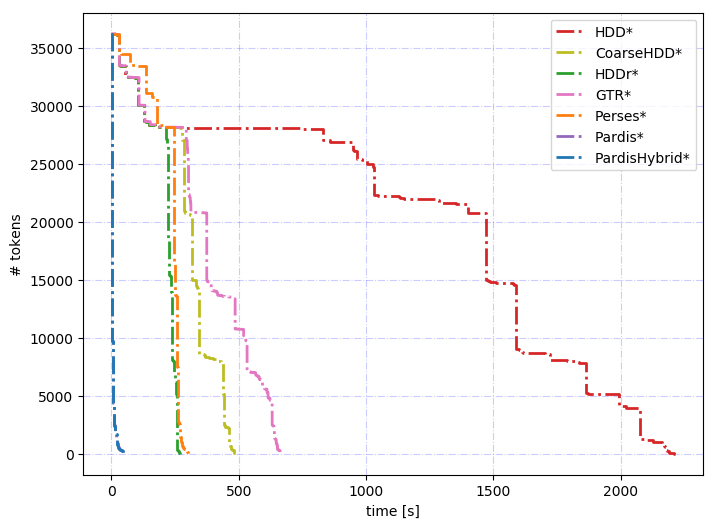 HDD*
CoarseHDD*
HDDr*
GTR*
Perses*
Pardis*
PardisHybrid*
35000
30000
25000
20000
15000
10000
5000
0
# tokens
0 500 1000 1500 2000
time [s]